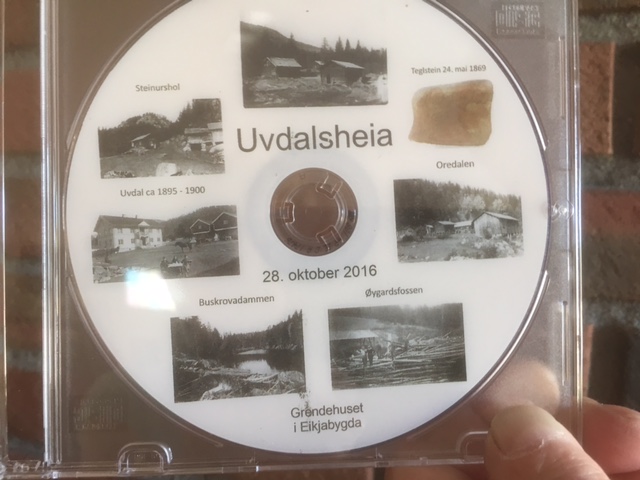 Steinurshol
Teglstein 24. mai 1869
Uvdalsheia
Oredalen
Uvdal ca 1895 - 1900
28. oktober 2016
Buskrovadammen
Øygardsfossen
Grendehuset
i Eikjabygda